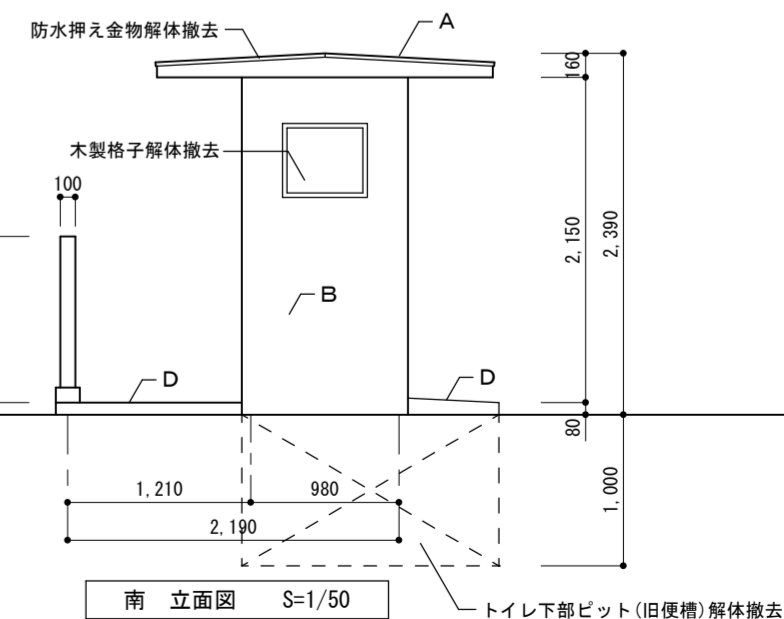 防水押え金物解体撤去
A
160
木製格子解体撤去
100
2,150
2,390
B
D
D
80
1,210
980
1,000
2,190
南 立面図 S=1/50
トイレ下部ピット(旧便槽)解体撤去